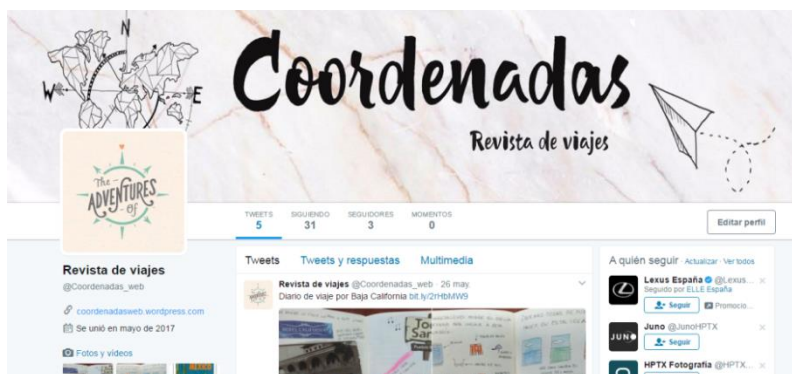 N
W
E
Coordenadas
Revista de viajes
The
ADVENTURES
Of
TWEETS
5
SIGUIENDO
31
SEGUIDORES
3
MOMENTOS
0
Editar perfil
Revista de viajes
@Coordenadas_web
coordenadasweb.wordpress.com
Se unió en mayo de 2017
Fotos y vídeos
MÉXICO
Tweets Tweets y respuestas Multimedia
Revista de viajes @Coordenadas_web · 26 may.
Diario de viaje por Baja California bit.ly/2rHbMW9
A quién seguir · Actualizar · Ver todos
Lexus España @Lexus...
Seguido por ELLE España
Seguir Promocio...
JUNO
Juno @JunoHPTX
Seguir
HPTX Fotografía @HPTX...